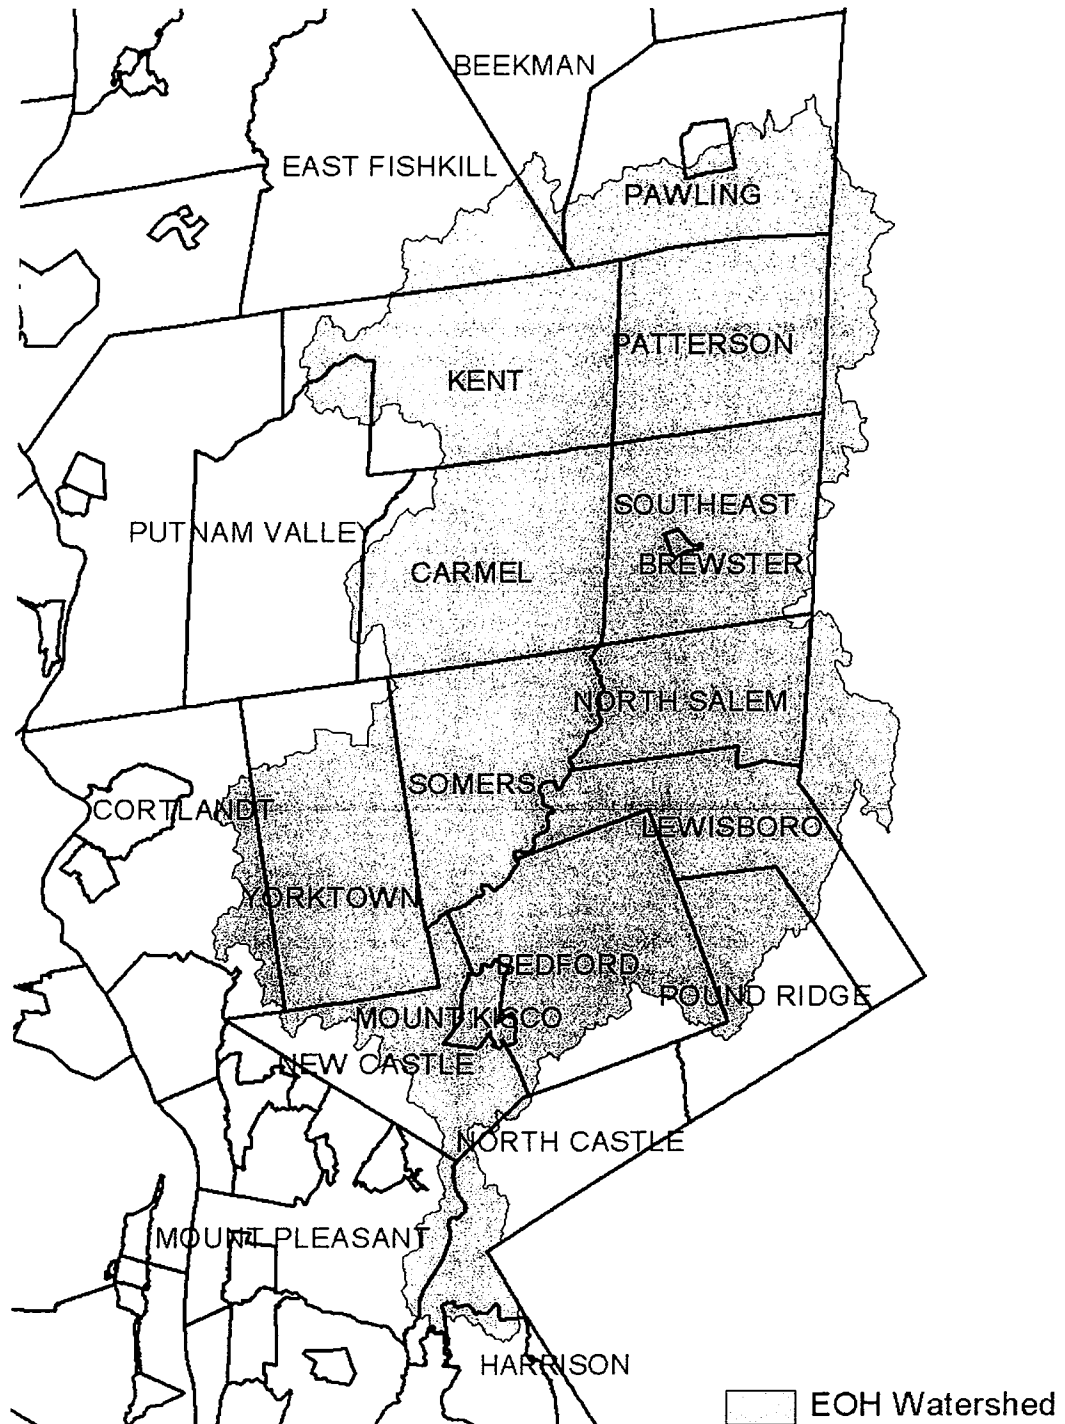 BEEKMAN
EAST FISHKILL
PAWLING
PATTERSON
KENT
SOUTHEAST
PUTNAM VALLEY
BREWSTER
CARMEL
NORTH SALEM
SOMERS
CORTLANDT
LEWISBORO
YORKTOWN
BEDFORD
POUND RIDGE
MOUNT KISCO
NEW CASTLE
NORTH CASTLE
MOUNT PLEASANT
HARRISON
EOH Watershed